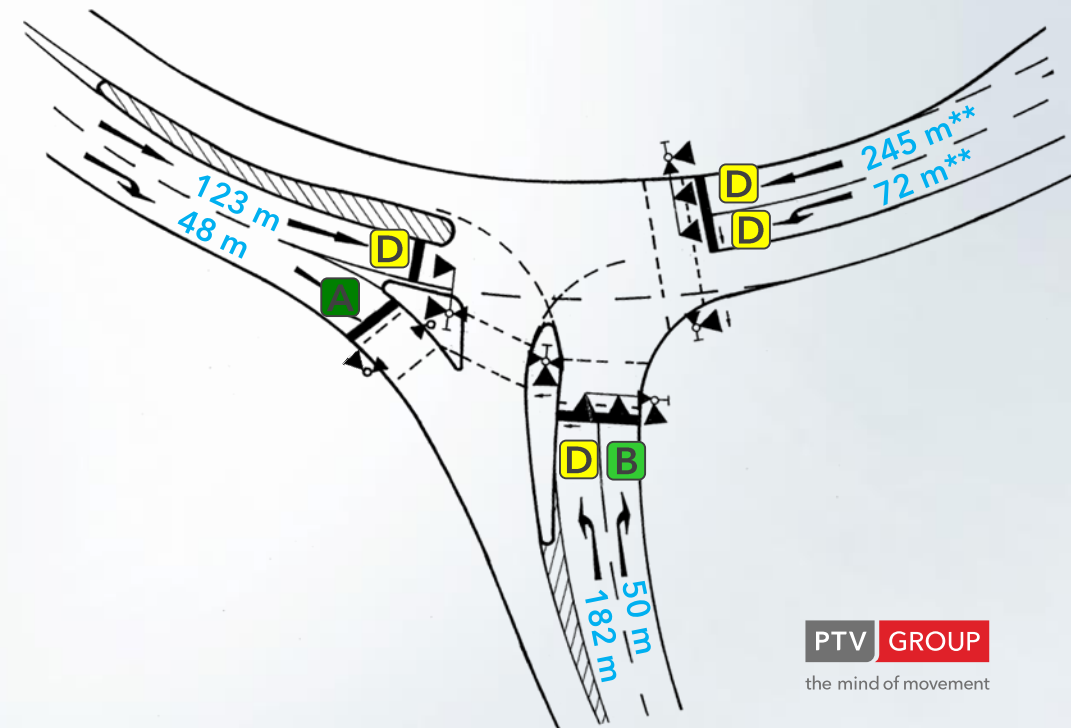 245 m**
D
72 m**
D
123 m
48 m
D
A
D
B
50 m
182 m
PTV GROUP
the mind of movement